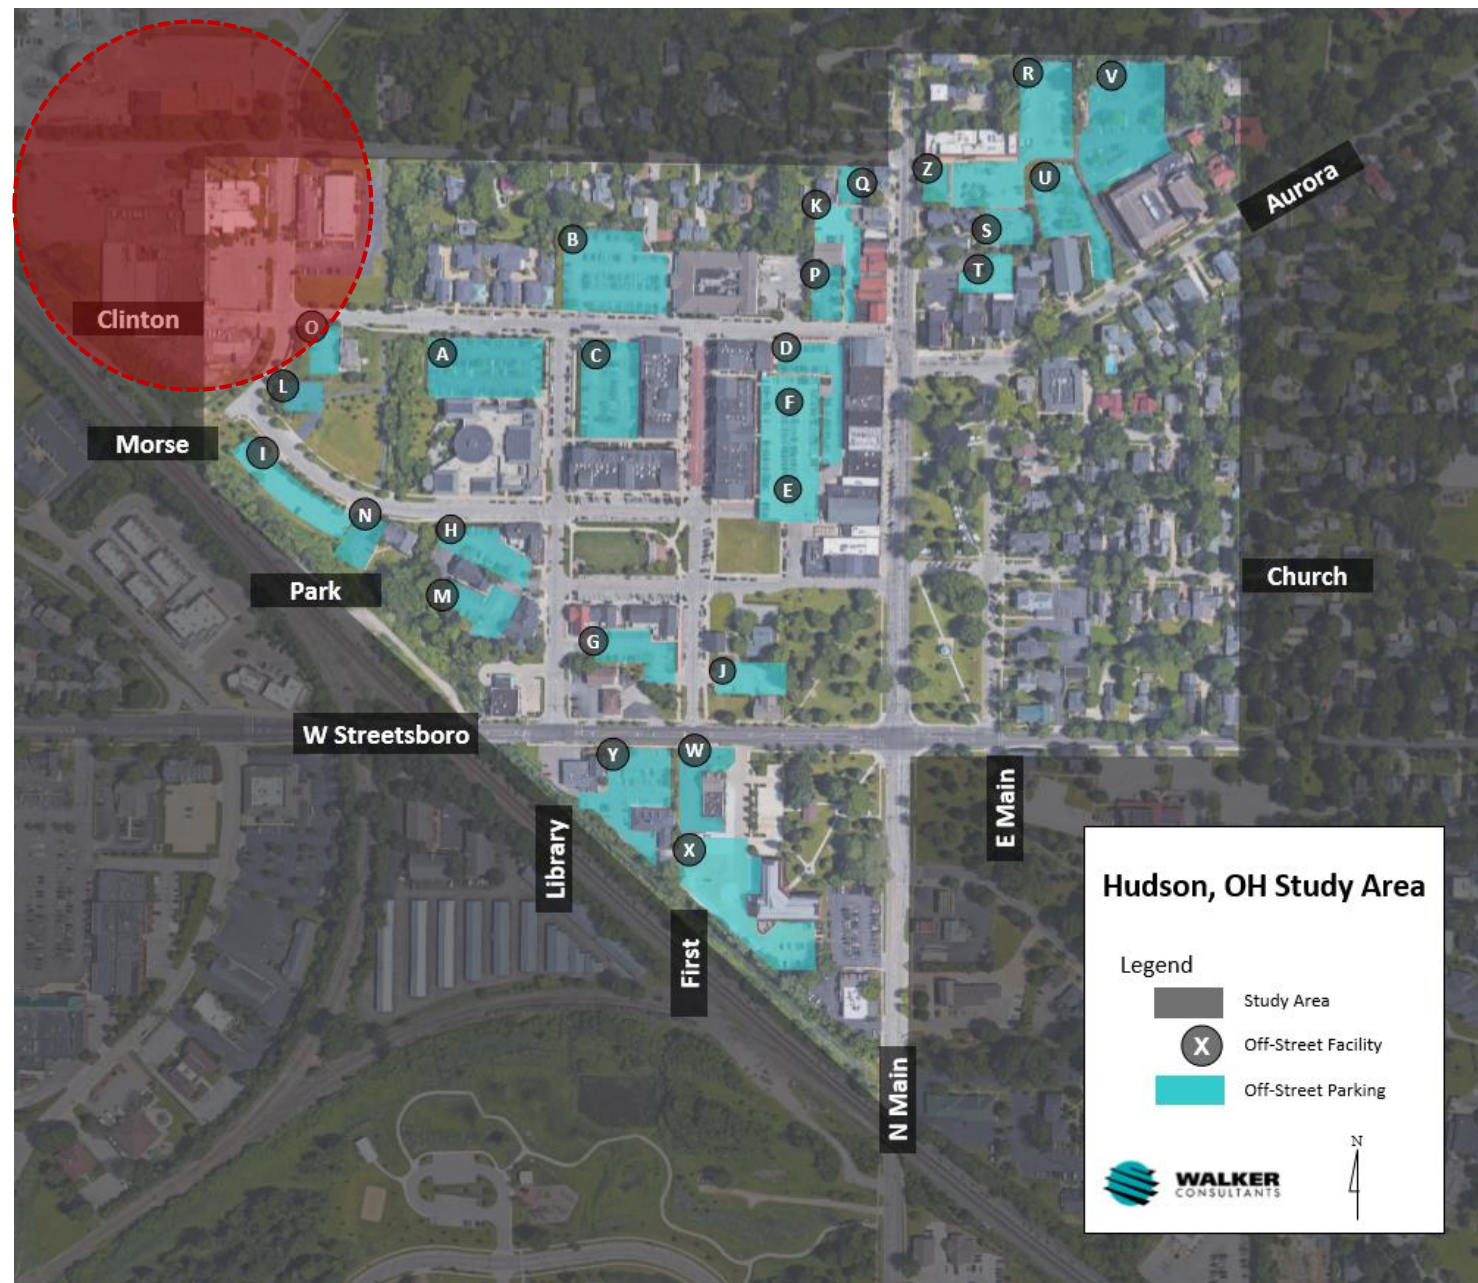 R
V
Z
U
Aurora
Q
K
S
B
P
T
Clinton
O
A
C
D
L
F
Morse
I
E
N
H
Park
M
Church
G
J
W Streetsboro
Y
W
X
Library
First
E Main
N Main
Hudson, OH Study Area
Legend
Study Area
X
Off-Street Facility
Off-Street Parking
WALKER
CONSULTANTS
N